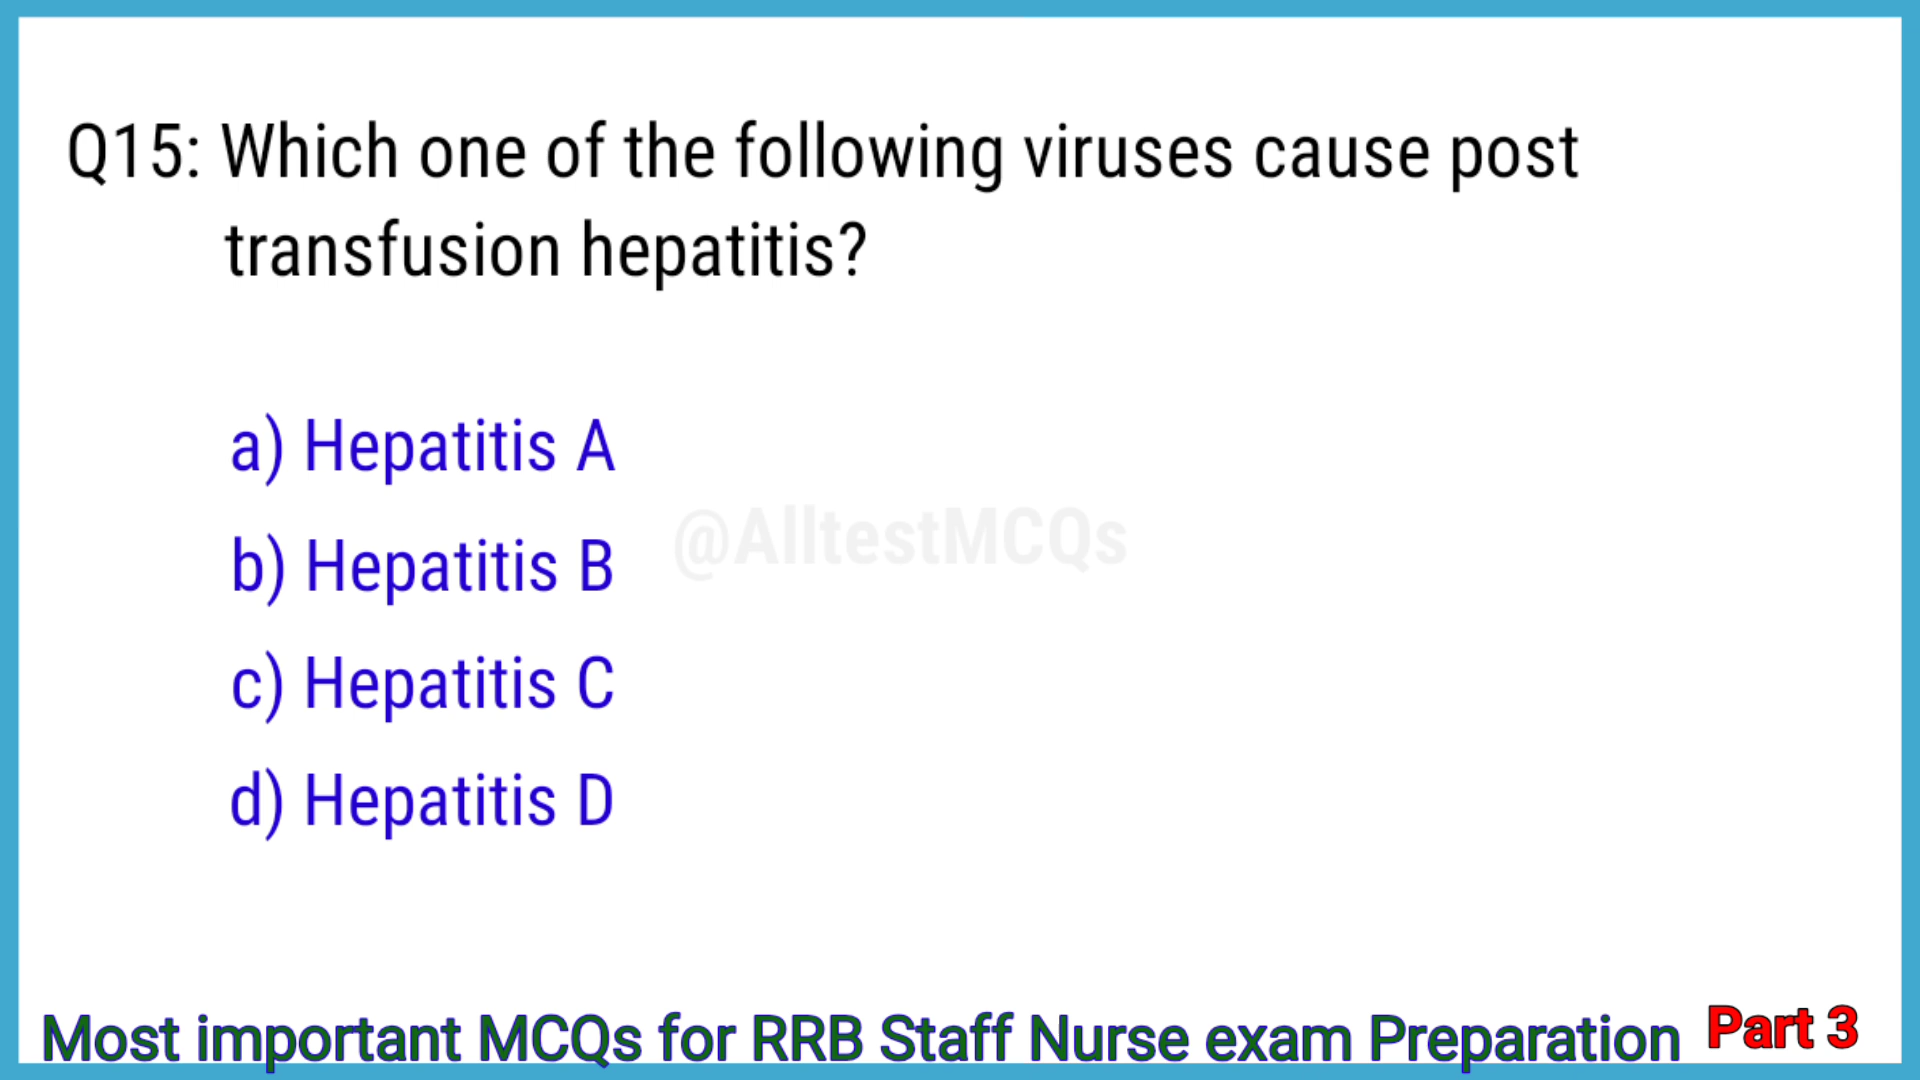 Q15: Which one of the following viruses cause post
transfusion hepatitis?
a) Hepatitis A
@AlltestMCQs
b) Hepatitis B
c) Hepatitis C
d) Hepatitis D
Most important MCQs for RRB Staff Nurse exam Preparation Part 3